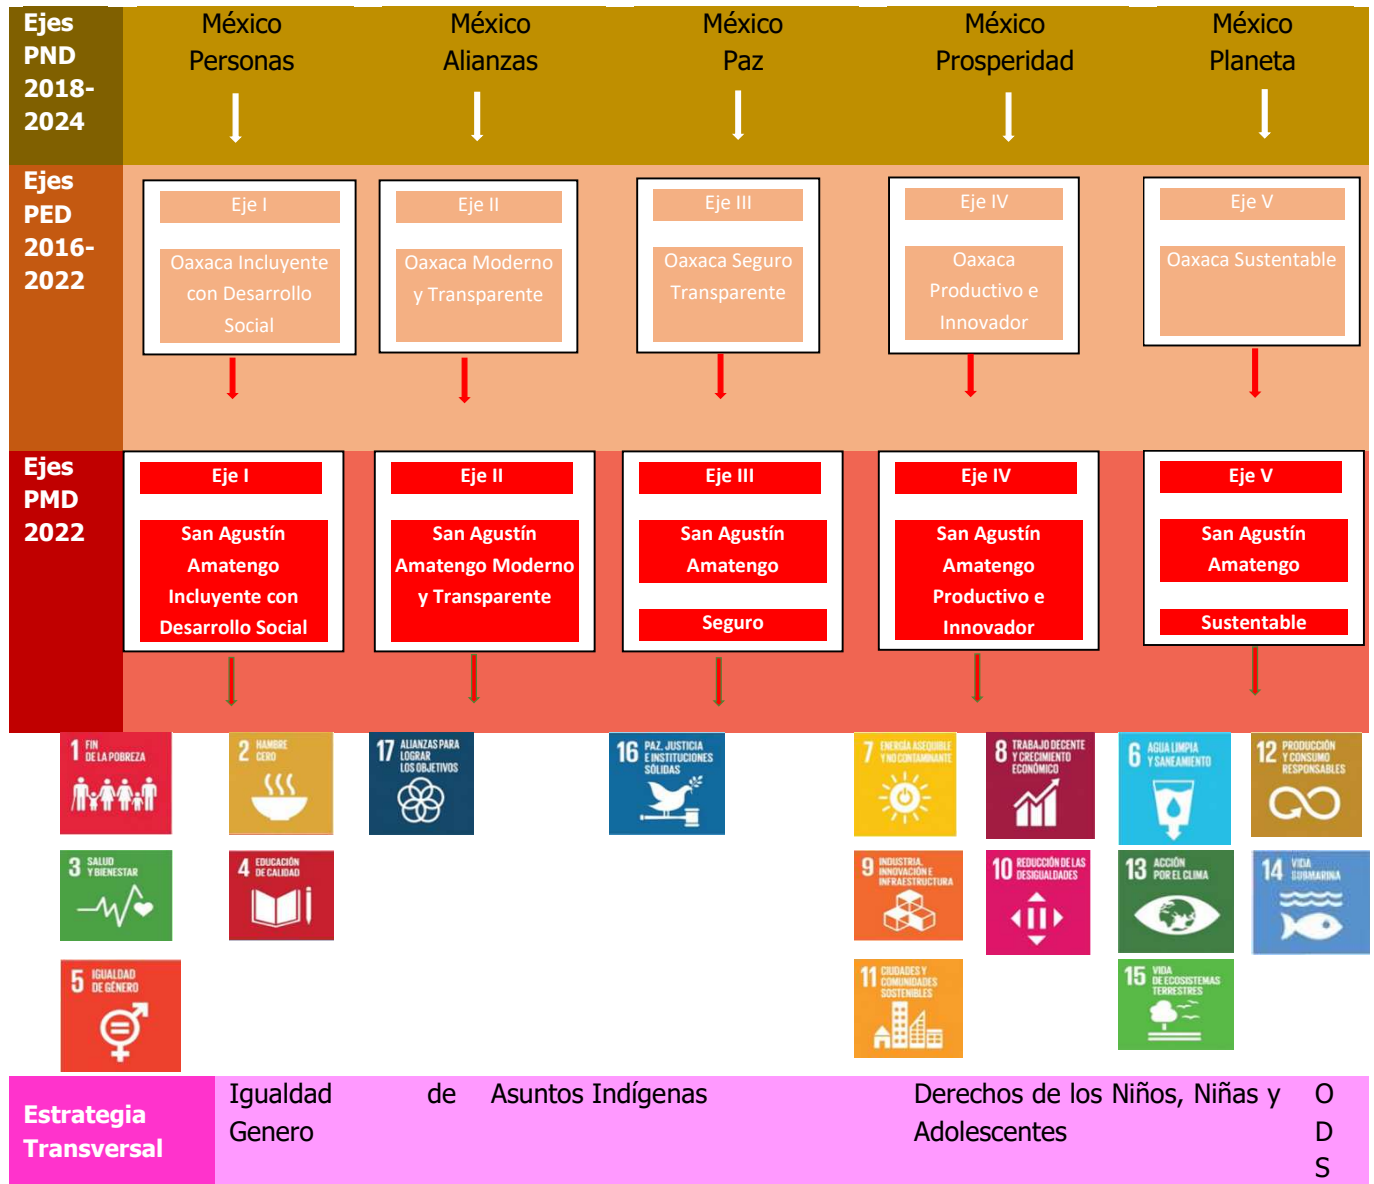 Ejes
PND
2018-
2024
México
Personas
México
Alianzas
México
Paz
México
Prosperidad
México
Planeta
Ejes
PED
2016-
2022
Eje I
Oaxaca Incluyente
con Desarrollo
Social
Eje II
Oaxaca Moderno
y Transparente
Eje III
Oaxaca Seguro
Transparente
Eje IV
Oaxaca
Productivo e
Innovador
Eje V
Oaxaca Sustentable
Ejes
PMD
2022
Eje I
San Agustín
Amatengo
Incluyente con
Desarrollo Social
Eje II
San Agustín
Amatengo Moderno
y Transparente
Eje III
San Agustín
Amatengo
Seguro
Eje IV
San Agustín
Amatengo
Productivo e
Innovador
Eje V
San Agustín
Amatengo
Sustentable
1 FIN
DE LA POBREZA
2 HAMBRE
CERO
17 ALIANZAS PARA
LOGRAR
LOS OBJETIVOS
16 PAZ, JUSTICIA
E INSTITUCIONES
SÓLIDAS
7 ENERGÍA ASEQUIBLE
Y NO CONTAMINANTE
8 TRABAJO DECENTE
Y CRECIMIENTO
ECONÓMICO
6 AGUA LIMPIA
Y SANEAMIENTO
12 PRODUCCIÓN
Y CONSUMO
RESPONSABLES
3 SALUD
Y BIENESTAR
4 EDUCACIÓN
DE CALIDAD
9 INDUSTRIA,
INNOVACIÓN E
INFRAESTRUCTURA
10 REDUCCIÓN DE LAS
DESIGUALDADES
13 ACCIÓN
POR EL CLIMA
14 VIDA
SUBMARINA
5 IGUALDAD
DE GÉNERO
11 CIUDADES Y
COMUNIDADES
SOSTENIBLES
15 VIDA
DE ECOSISTEMAS
TERRESTRES
Estrategia
Transversal
Igualdad de
Genero
Asuntos Indígenas
Derechos de los Niños, Niñas y
Adolescentes
O
D
S